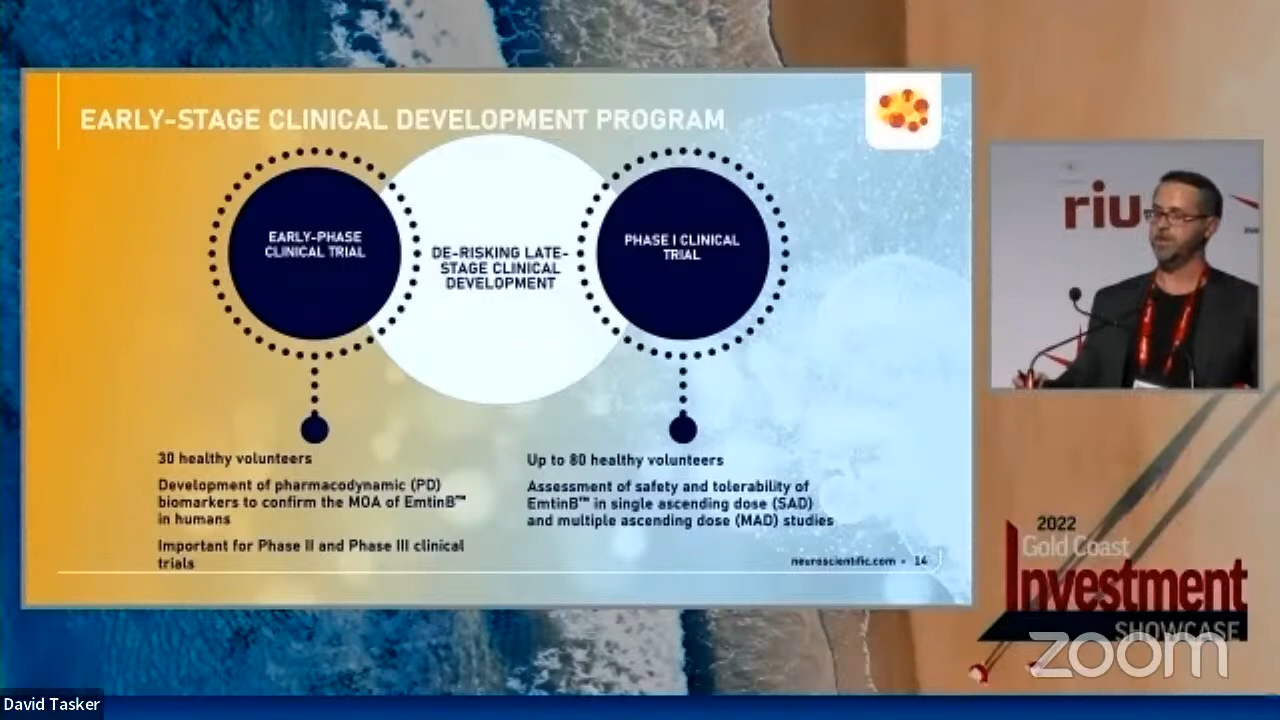 EARLY-STAGE CLINICAL DEVELOPMENT PROGRAM
EARLY-PHASE
CLINICAL TRIAL
DE-RISKING LATE-
STAGE CLINICAL
DEVELOPMENT
PHASE I CLINICAL
TRIAL
30 healthy volunteers
Development of pharmacodynamic (PD)
biomarkers to confirm the MOA of EmtinB™
in humans
Important for Phase II and Phase III clinical
trials
Up to 80 healthy volunteers
Assessment of safety and tolerability of
EmtinB™ in single ascending dose (SAD)
and multiple ascending dose (MAD) studies
neuroscientific.com • 14
riu
2022
Gold Coast
Investment
SHOWCASE
zoom
David Tasker